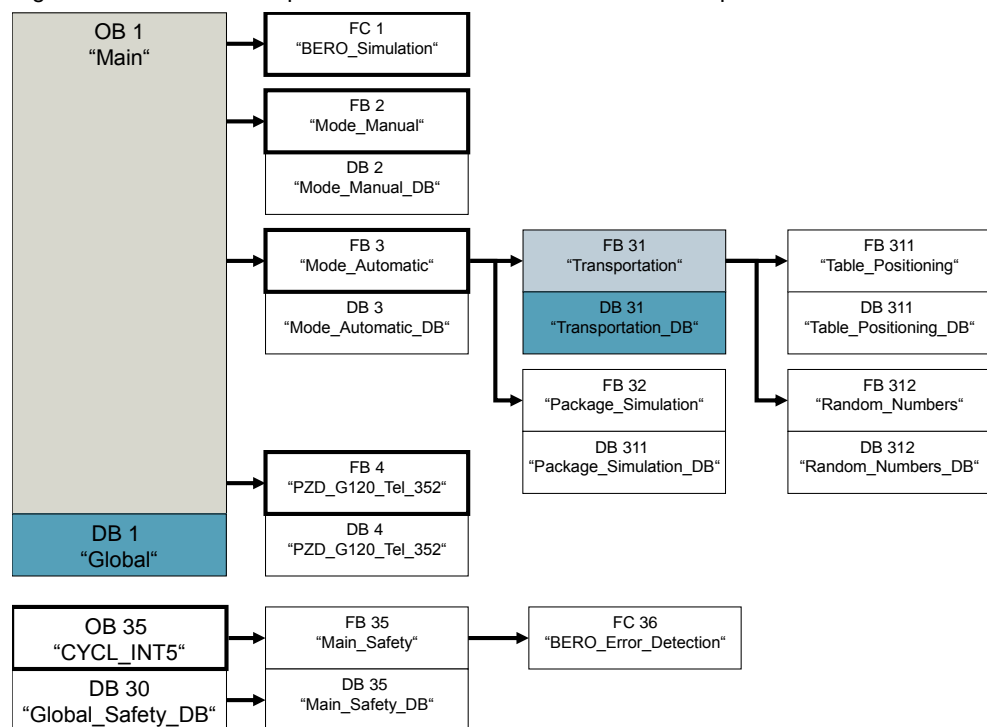 OB 1
“Main“
FC 1
“BERO_Simulation“
FB 2
“Mode_Manual“
DB 2
“Mode_Manual_DB“
FB 3
“Mode_Automatic“
DB 3
“Mode_Automatic_DB“
FB 31
“Transportation“
DB 31
“Transportation_DB“
FB 311
“Table_Positioning“
DB 311
“Table_Positioning_DB“
FB 32
“Package_Simulation“
DB 311
“Package_Simulation_DB“
FB 312
“Random_Numbers“
DB 312
“Random_Numbers_DB“
FB 4
“PZD_G120_Tel_352“
DB 4
“PZD_G120_Tel_352“
DB 1
“Global“
OB 35
“CYCL_INT5“
FB 35
“Main_Safety“
FC 36
“BERO_Error_Detection“
DB 30
“Global_Safety_DB“
DB 35
“Main_Safety_DB“